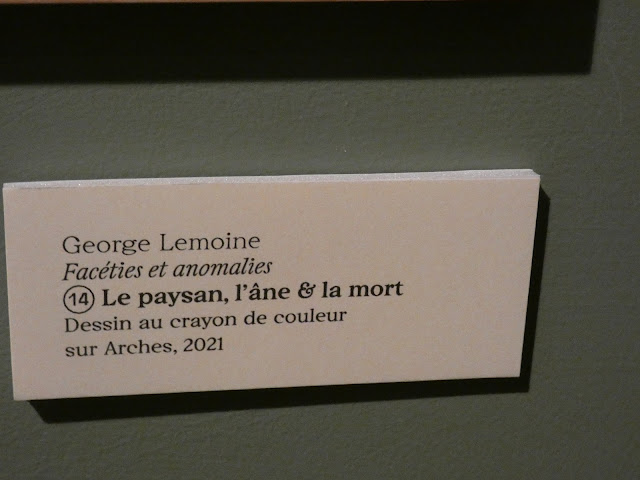 George Lemoine
Facéties et anomalies
14 Le paysan, l'âne & la mort
Dessin au crayon de couleur
sur Arches, 2021